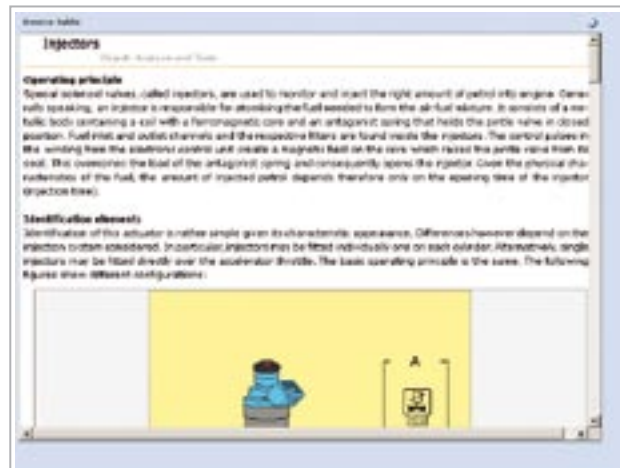 Device table
Injectors
Operating principle
Special solenoid valves, called injectors, are used to monitor and inject the right amount of petrol into engine. Gene-
rally speaking, an injector is responsible for atomising the fuel needed to form the air-fuel mixture. It consists of a me-
tallic body containing a coil with a ferromagnetic core and an antagonist spring that holds the pintle valve in closed
position. Fuel inlet and outlet channels and the respective filters are found inside the injectors. The control pulses in
the winding from the electronic control unit create a magnetic field on the core which raised the pintle valve from its
seat. This overcomes the load of the antagonist spring and consequently opens the injector. Given the physical cha-
racteristics of the fuel, the amount of injected petrol depends therefore only on the opening time of the injector
(injection time).
Identification elements
Identification of this actuator is rather simple given its characteristic appearance. Differences however depend on the
injection system considered. In particular, injectors may be fitted individually one on each cylinder. Alternatively, single
injectors may be fitted directly over the accelerator throttle. The basic operating principle is the same. The following
figures show different configurations:
A